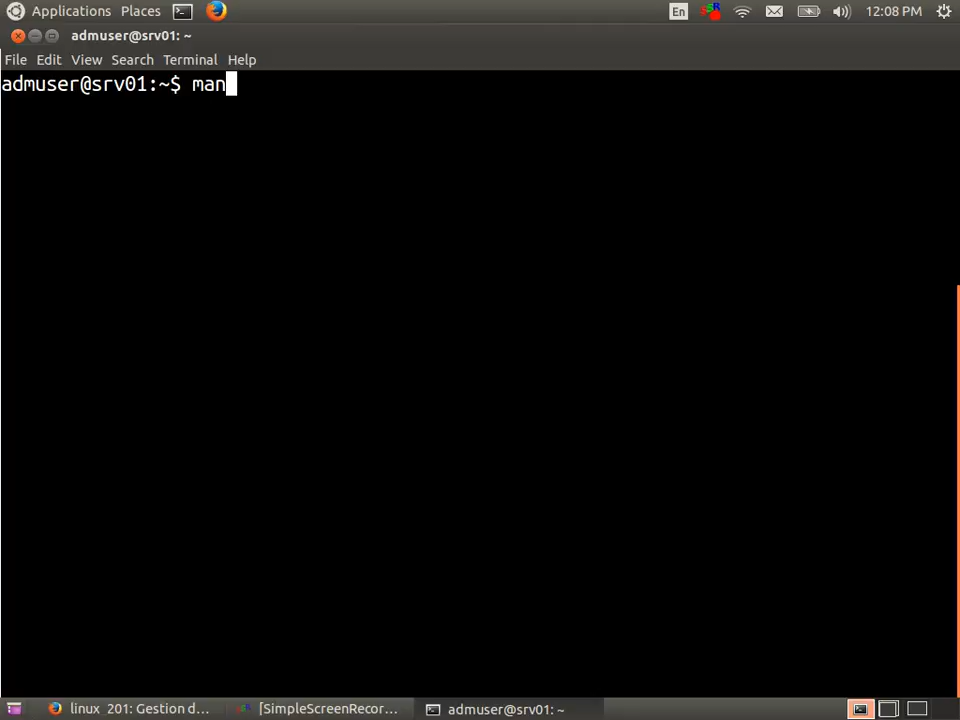 Applications Places En SSR 12:08 PM
admuser@srv01: ~
File Edit View Search Terminal Help
admuser@srv01:~$ man
linux 201: Gestion d... [SimpleScreenRecor... admuser@srv01: ~